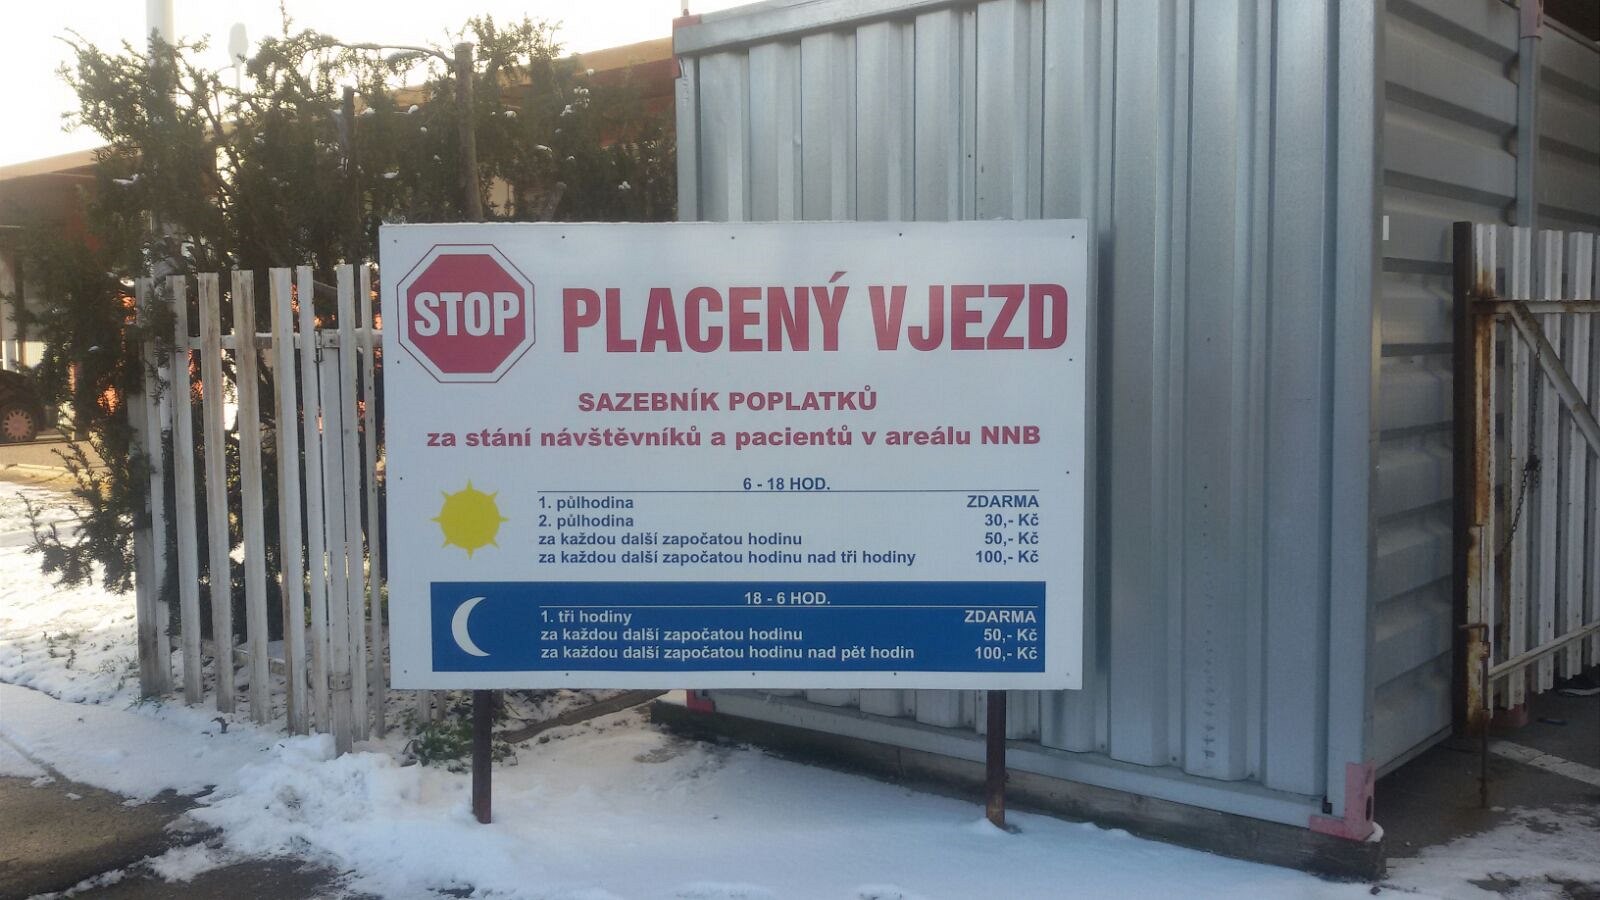 STOP
PLACENÝ VJEZD
SAZEBNÍK POPLATKŮ
za stání návštěvníků a pacientů v areálu NNB
6 - 18 HOD.
1. půlhodina ZDARMA
2. půlhodina 30,- Kč
za každou další započatou hodinu 50,- Kč
za každou další započatou hodinu nad tři hodiny 100,- Kč
18 - 6 HOD.
1. tři hodiny ZDARMA
za každou další započatou hodinu 50,- Kč
za každou další započatou hodinu nad pět hodin 100,- Kč